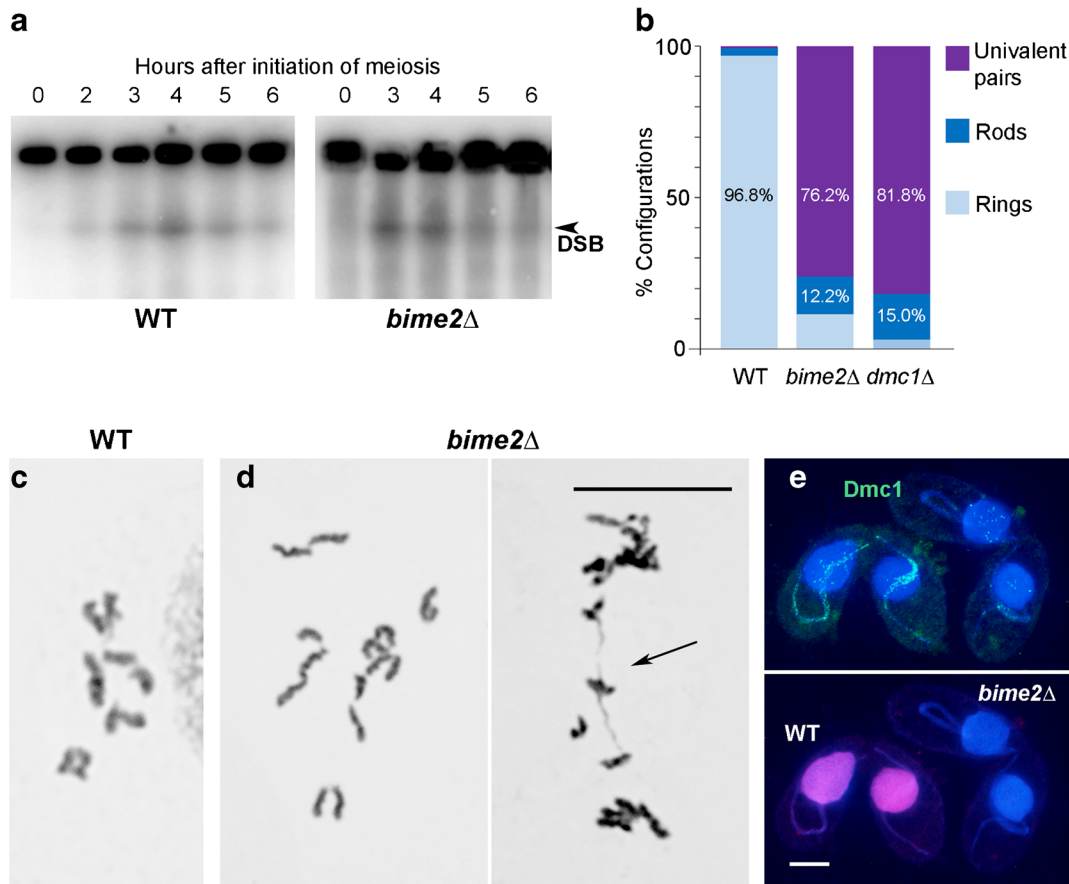 a
Hours after initiation of meiosis
0 2 3 4 5 6
0 3 4 5 6
DSB
WT
bime2Δ
b
100
50
0
% Configurations
96.8%
76.2%
81.8%
12.2%
15.0%
WT bime2Δ dmc1Δ
Univalent
pairs
Rods
Rings
WT
bime2Δ
c
d
e
Dmc1
bime2Δ
WT